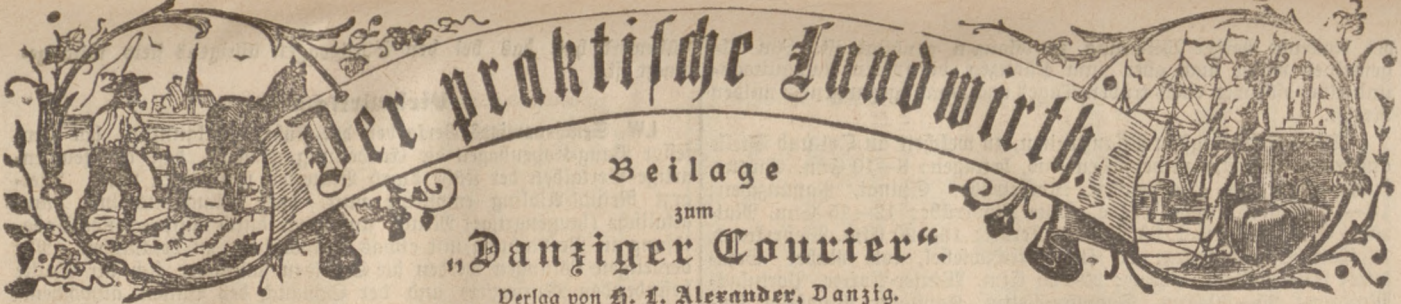 Der praktische Landwirth.
Beilage
zum
„Danziger Courier“.
Verlag von H. L. Alexander, Danzig.